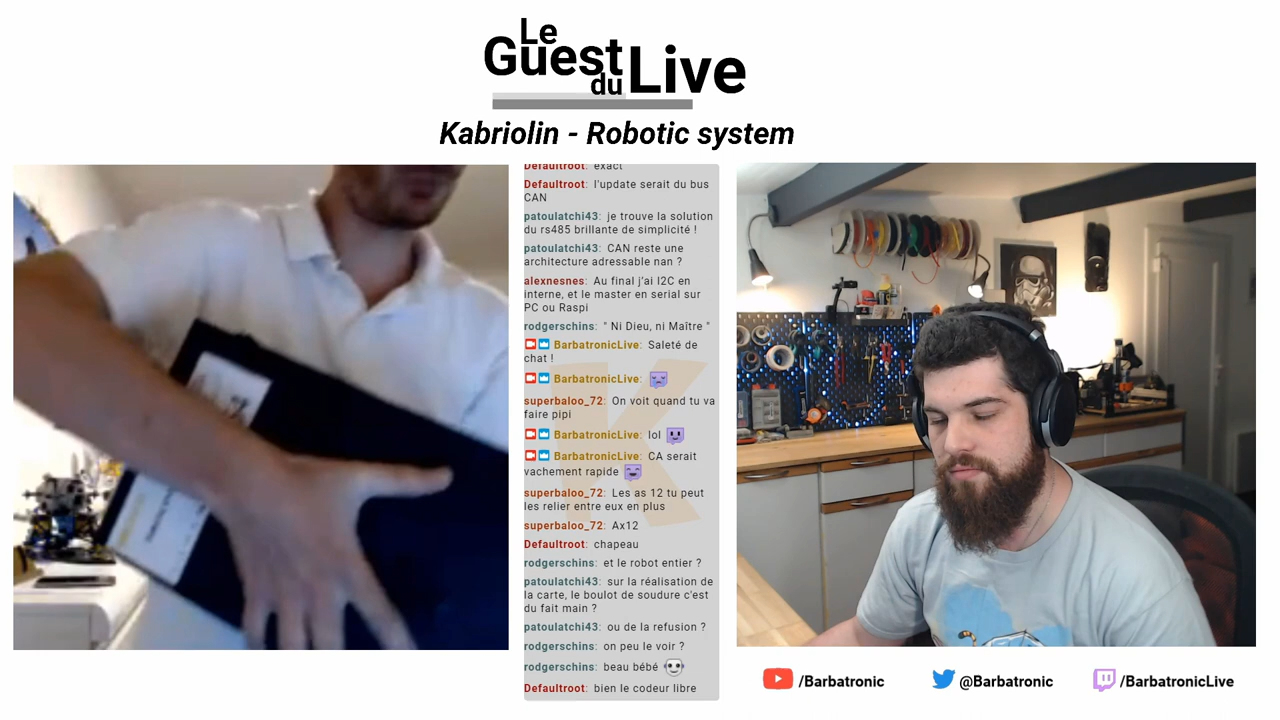 Le
Guest
du Live
Kabriolin - Robotic system
Defaultroot: exact
Defaultroot: l'update serait du bus
CAN
patoulatchi43: je trouve la solution
du rs485 brillante de simplicité !
patoulatchi43: CAN reste une
architecture adressable nan ?
alexnesnes: Au final j'ai I2C en
interne, et le master en serial sur
PC ou Raspi
rodgerschins: " Ni Dieu, ni Maître "
BarbatronicLive: Saleté de
chat !
BarbatronicLive:
superbaloo_72: On voit quand tu va
faire pipi
BarbatronicLive: lol
BarbatronicLive: CA serait
vachement rapide
superbaloo_72: Les as 12 tu peut
les relier entre eux en plus
superbaloo_72: Ax12
Defaultroot: chapeau
rodgerschins: et le robot entier ?
patoulatchi43: sur la réalisation de
la carte, le boulot de soudure c'est
du fait main ?
patoulatchi43: ou de la refusion ?
rodgerschins: on peu le voir ?
rodgerschins: beau bébé
Defaultroot: bien le codeur libre
/Barbatronic
@Barbatronic
/BarbatronicLive